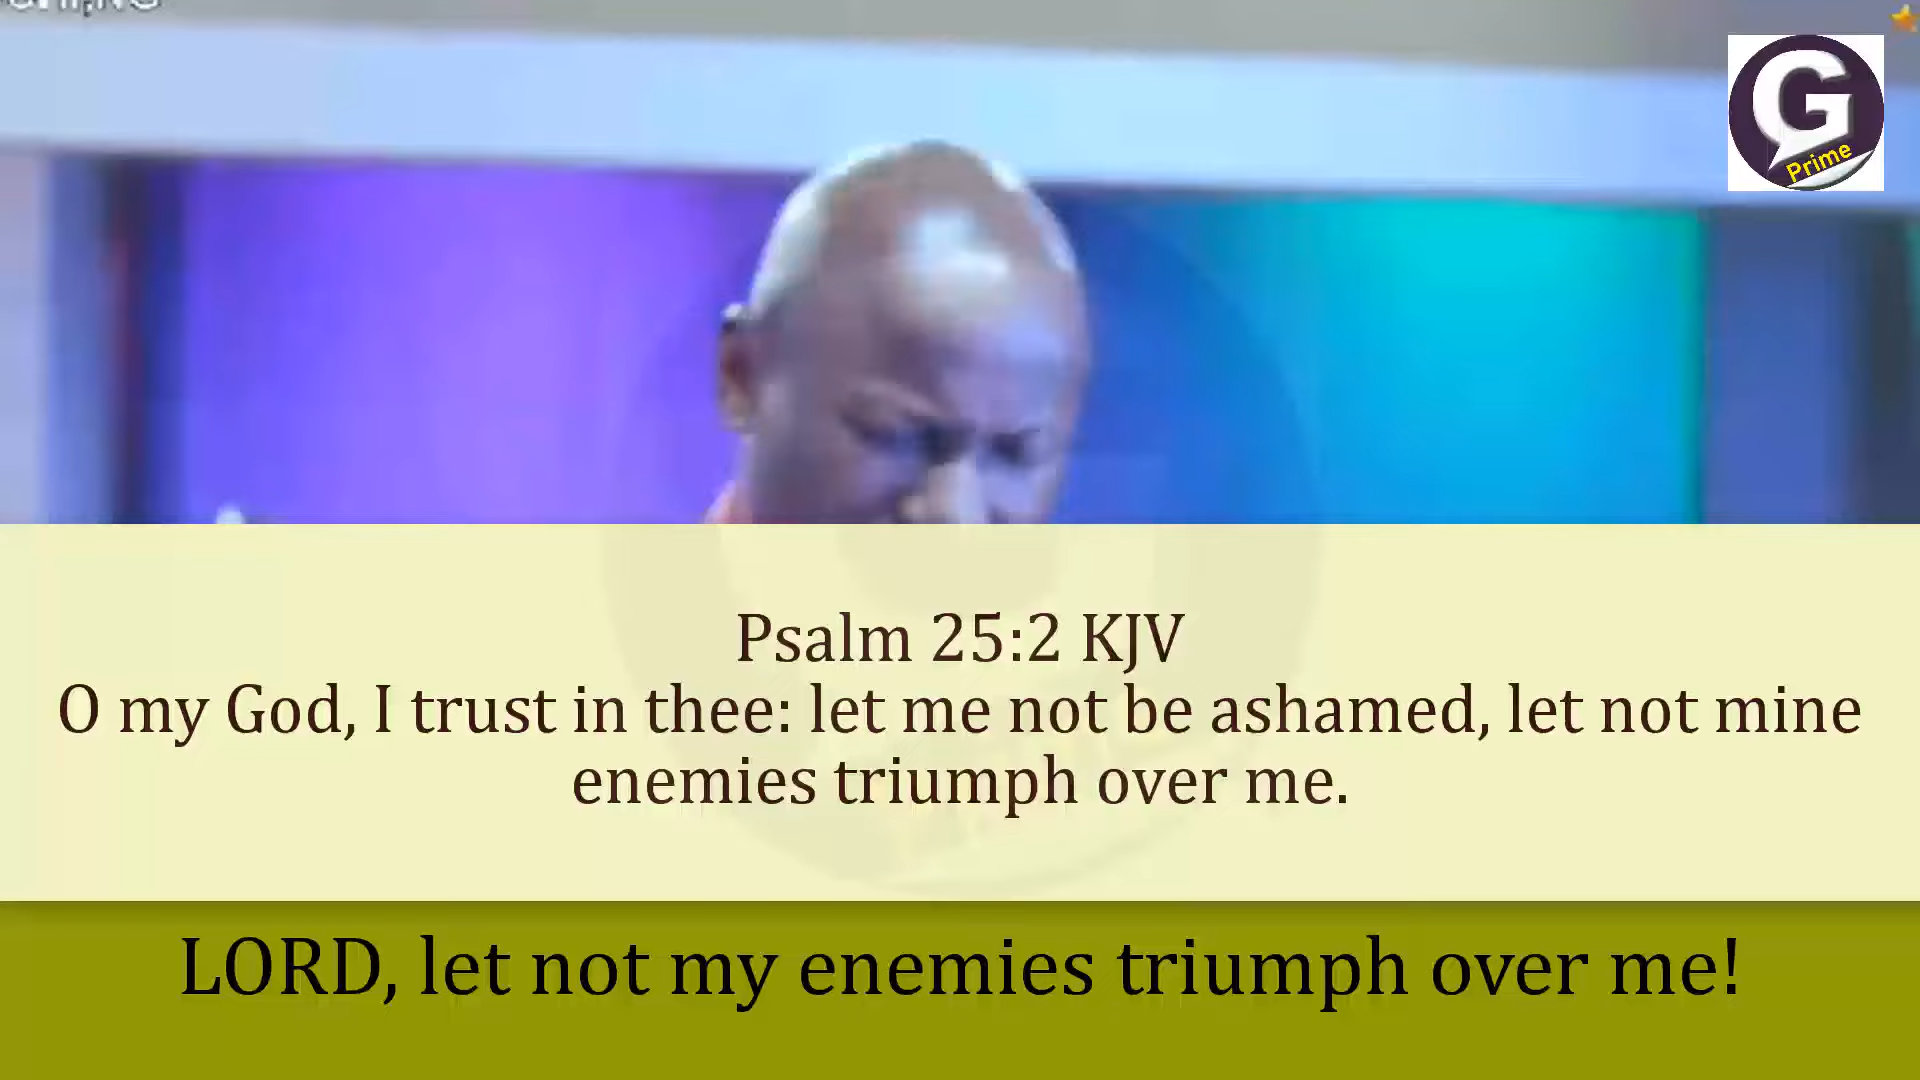 G
Prime
Psalm 25:2 KJV
O my God, I trust in thee: let me not be ashamed, let not mine
enemies triumph over me.
LORD, let not my enemies triumph over me!